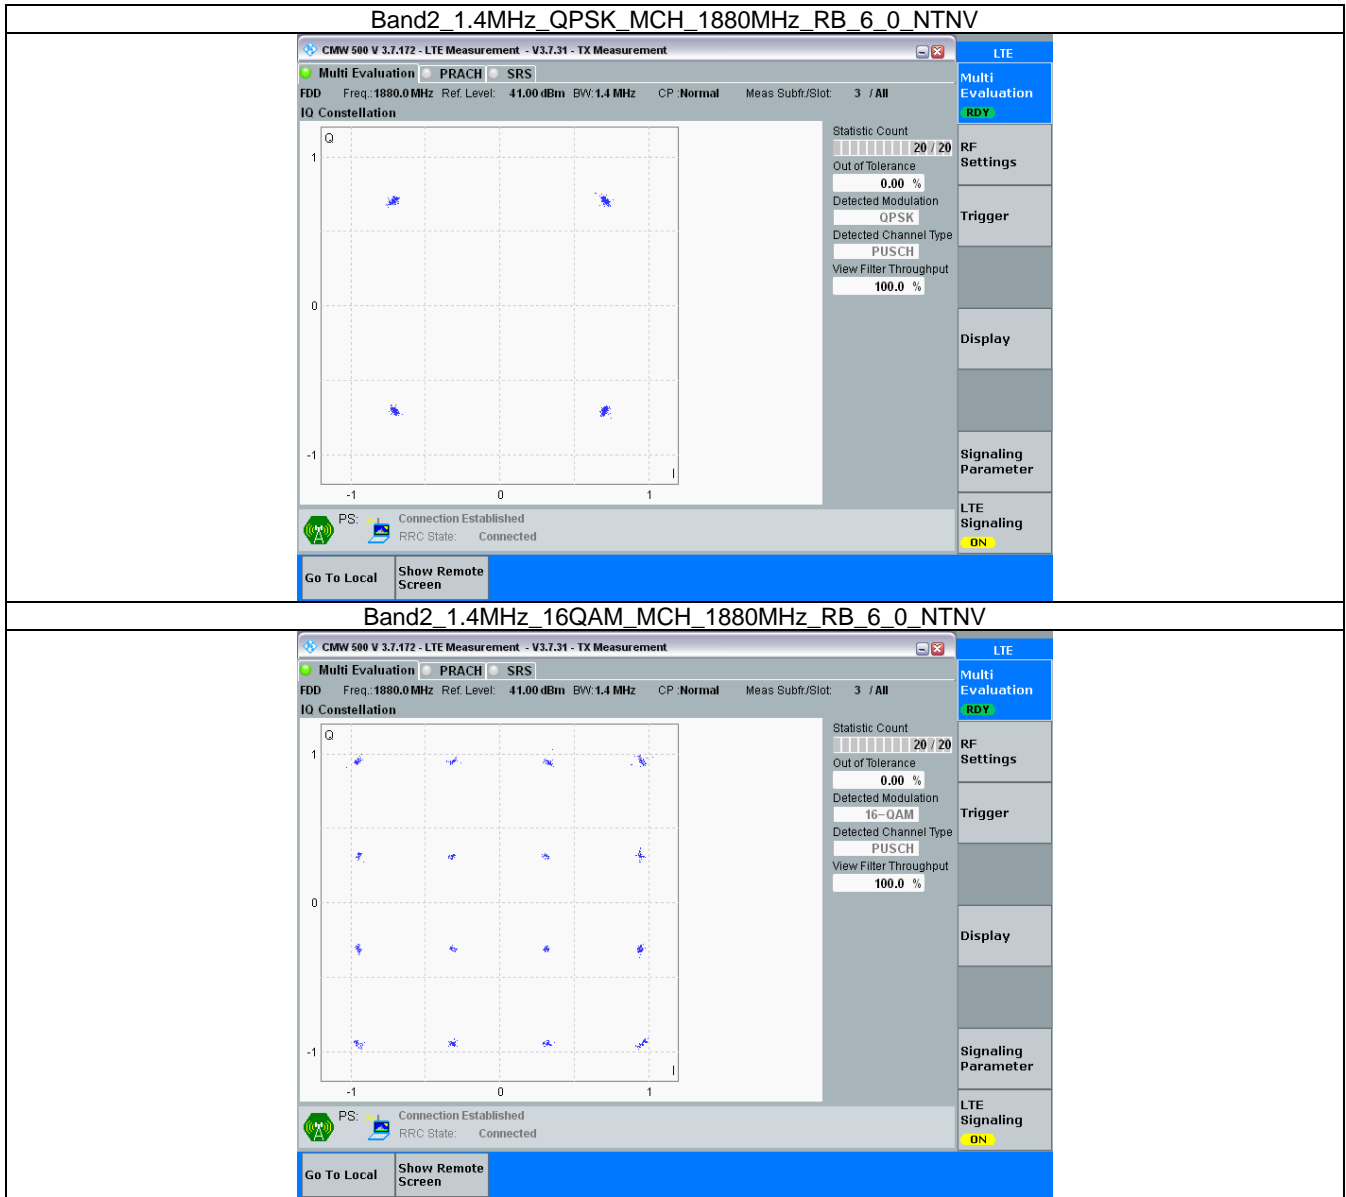 Band2_1.4MHz_QPSK_MCH_1880MHz_RB_6_0_NTNV
CMW 500 V 3.7.172 - LTE Measurement - V3.7.31 - TX Measurement
LTE
Multi Evaluation PRACH SRS
Multi
Evaluation
RDY
FDD Freq.:1880.0 MHz Ref. Level: 41.00 dBm BW:1.4 MHz CP :Normal Meas Subfr./Slot: 3 / All
IQ Constellation
Q
1
0
-1
I
-1 0 1
Statistic Count
20 / 20
Out of Tolerance
0.00 %
Detected Modulation
QPSK
Detected Channel Type
PUSCH
View Filter Throughput
100.0 %
RF
Settings
Trigger
Display
Signaling
Parameter
LTE
Signaling
ON
PS: Connection Established
RRC State: Connected
Go To Local
Show Remote
Screen
Band2_1.4MHz_16QAM_MCH_1880MHz_RB_6_0_NTNV
CMW 500 V 3.7.172 - LTE Measurement - V3.7.31 - TX Measurement
LTE
Multi Evaluation PRACH SRS
Multi
Evaluation
RDY
FDD Freq.:1880.0 MHz Ref. Level: 41.00 dBm BW:1.4 MHz CP :Normal Meas Subfr./Slot: 3 / All
IQ Constellation
Q
1
0
-1
I
-1 0 1
Statistic Count
20 / 20
Out of Tolerance
0.00 %
Detected Modulation
16-QAM
Detected Channel Type
PUSCH
View Filter Throughput
100.0 %
RF
Settings
Trigger
Display
Signaling
Parameter
LTE
Signaling
ON
PS: Connection Established
RRC State: Connected
Go To Local
Show Remote
Screen